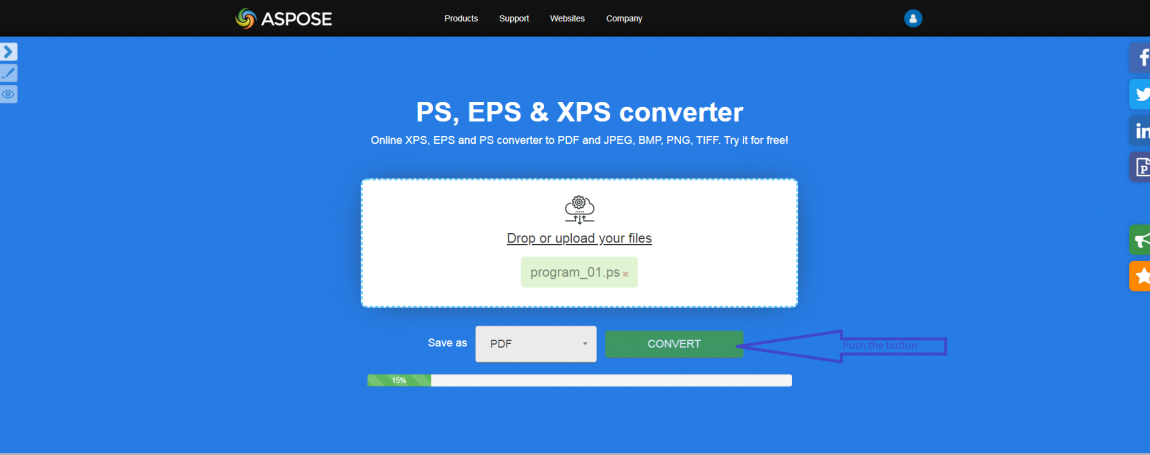 ASPOSE
Products Support Websites Company
PS, EPS & XPS converter
Online XPS, EPS and PS converter to PDF and JPEG, BMP, PNG, TIFF. Try it for free!
Drop or upload your files
program_01.ps
Save as PDF CONVERT Push the button
15%